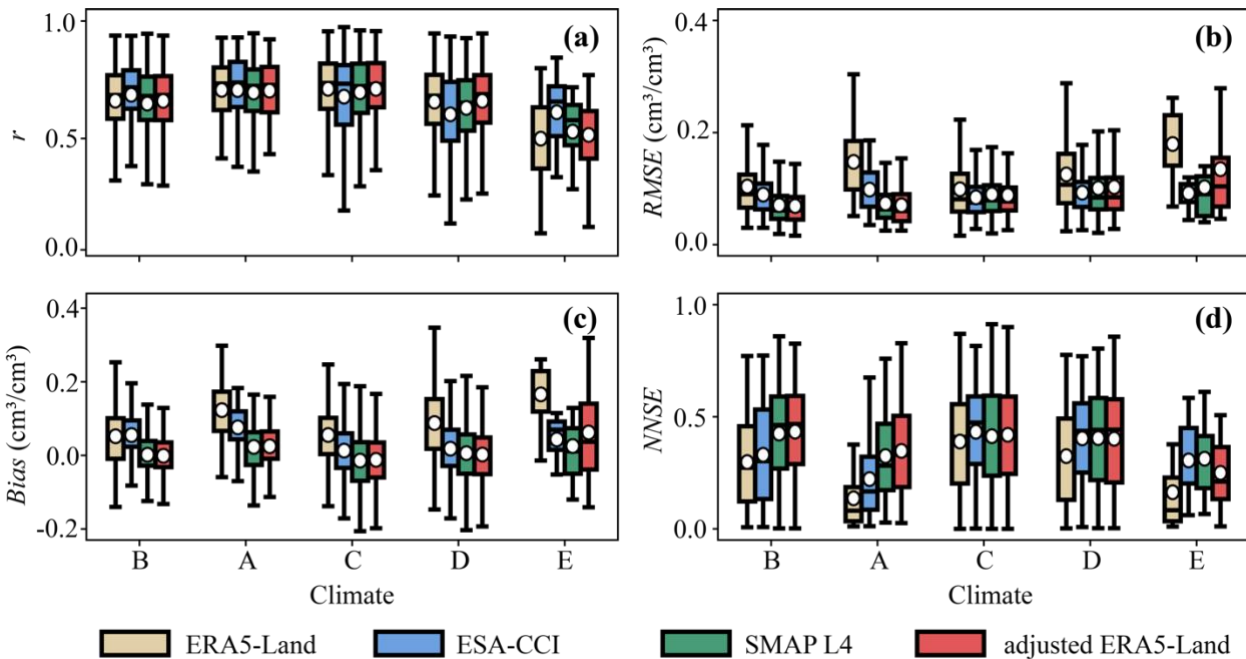 (a)
1.0
0.5
0.0
r
(b)
0.4
0.2
0.0
RMSE (cm³/cm³)
(c)
0.4
0.2
0.0
-0.2
Bias (cm³/cm³)
B A C D E
Climate
(d)
1.0
0.5
0.0
NNSE
B A C D E
Climate
ERA5-Land ESA-CCI SMAP L4 adjusted ERA5-Land